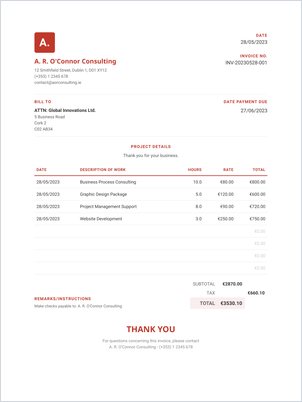 A.
DATE
28/05/2023
A. R. O'Connor Consulting
12 Smithfield Street, Dublin 1, D01 XY12
(+353) 1 2345 678
contact@aoconsulting.ie
INVOICE NO.
INV-20230528-001
BILL TO
DATE PAYMENT DUE
ATTN: Global Innovations Ltd.
27/06/2023
5 Business Road
Cork 2
C02 AB34
PROJECT DETAILS
Thank you for your business
DATE DESCRIPTION OF WORK HOURS RATE TOTAL
28/05/2023 Business Process Consulting 10.0 €80.00 €800.00
28/05/2023 Graphic Design Package 5.0 €120.00 €600.00
28/05/2023 Project Management Support 8.0 €90.00 €720.00
28/05/2023 Website Development 3.0 €250.00 €750.00
€0.00
€0.00
€0.00
€0.00
SUBTOTAL €2870.00
TAX €660.10
REMARKS/INSTRUCTIONS
TOTAL €3530.10
Make checks payable to: A. R. O'Connor Consulting
THANK YOU
For questions concerning this invoice, please contact
A. R. O'Connor Consulting | (+353) 1 2345 678